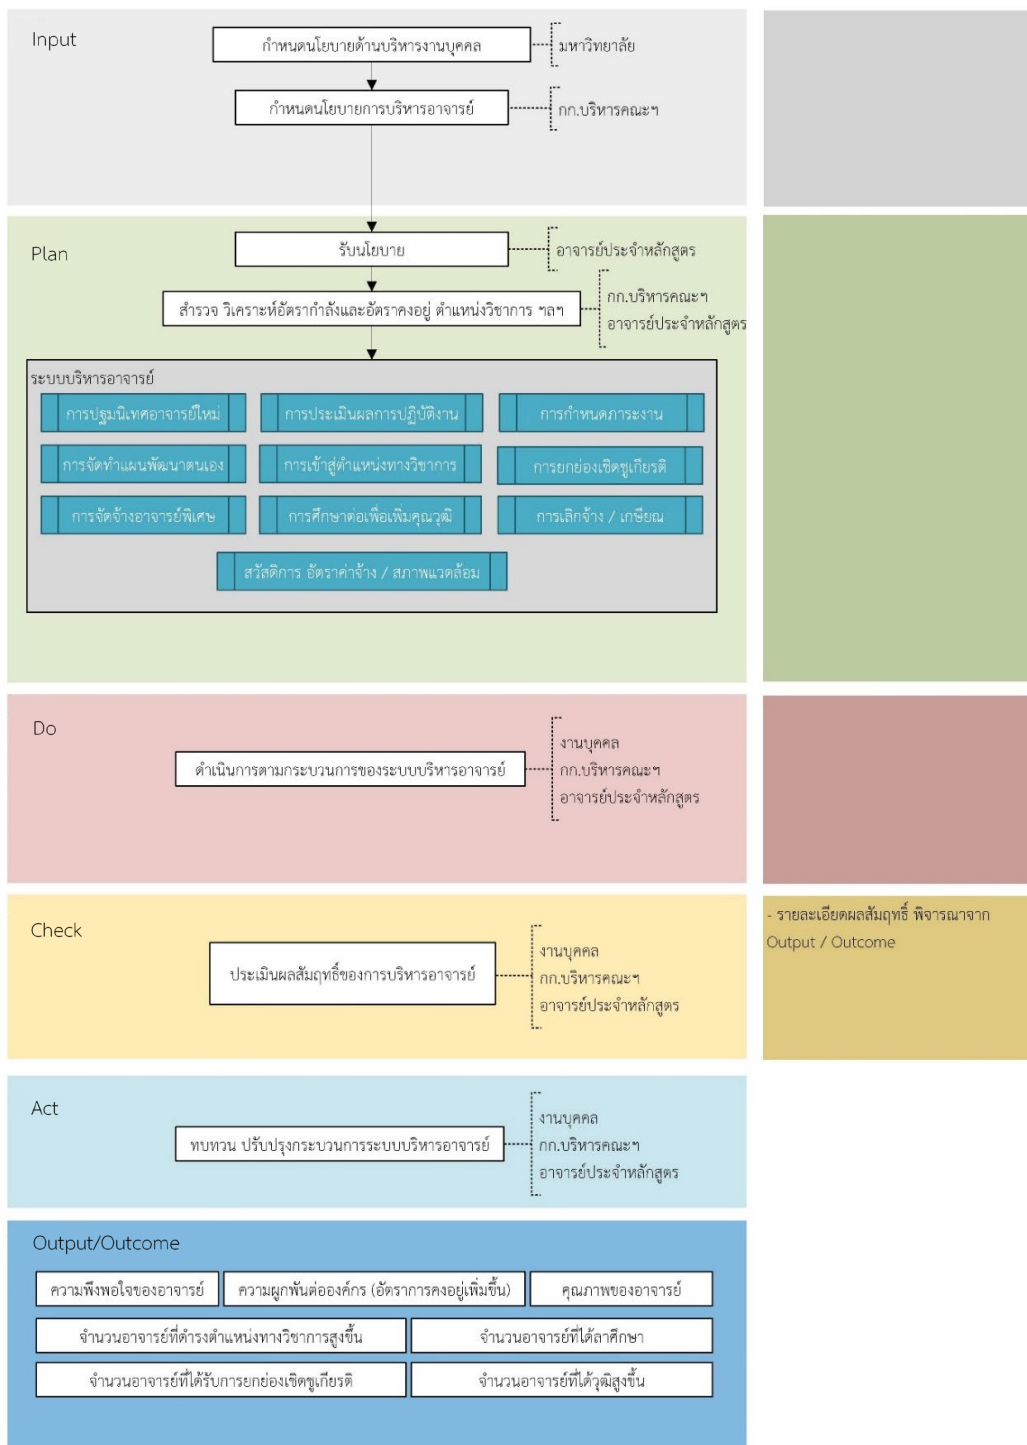 Input
กำหนดนโยบายด้านบริหารงานบุคคล
มหาวิทยาลัย
กำหนดนโยบายการบริหารอาจารย์
กก.บริหารคณะฯ
Plan
รับนโยบาย
อาจารย์ประจำหลักสูตร
สำรวจ วิเคราะห์อัตรากำลังและอัตราคงอยู่ ตำแหน่งวิชาการ ฯลฯ
กก.บริหารคณะฯ
อาจารย์ประจำหลักสูตร
ระบบบริหารอาจารย์
การปฐมนิเทศอาจารย์ใหม่
การประเมินผลการปฏิบัติงาน
การกำหนดภาระงาน
การจัดทำแผนพัฒนาตนเอง
การเข้าสู่ตำแหน่งทางวิชาการ
การยกย่องเชิดชูเกียรติ
การจัดจ้างอาจารย์พิเศษ
การศึกษาต่อเพื่อเพิ่มคุณวุฒิ
การเลิกจ้าง / เกษียณ
สวัสดิการ อัตราค่าจ้าง / สภาพแวดล้อม
Do
ดำเนินการตามกระบวนการของระบบบริหารอาจารย์
งานบุคคล
กก.บริหารคณะฯ
อาจารย์ประจำหลักสูตร
Check
ประเมินผลสัมฤทธิ์ของการบริหารอาจารย์
งานบุคคล
กก.บริหารคณะฯ
อาจารย์ประจำหลักสูตร
- รายละเอียดผลสัมฤทธิ์ พิจารณาจาก
Output / Outcome
Act
ทบทวน ปรับปรุงกระบวนการระบบบริหารอาจารย์
งานบุคคล
กก.บริหารคณะฯ
อาจารย์ประจำหลักสูตร
Output/Outcome
ความพึงพอใจของอาจารย์
ความผูกพันต่อองค์กร (อัตราการคงอยู่เพิ่มขึ้น)
คุณภาพของอาจารย์
จำนวนอาจารย์ที่ดำรงตำแหน่งทางวิชาการสูงขึ้น
จำนวนอาจารย์ที่ได้ลาศึกษา
จำนวนอาจารย์ที่ได้รับการยกย่องเชิดชูเกียรติ
จำนวนอาจารย์ที่ได้วุฒิสูงขึ้น